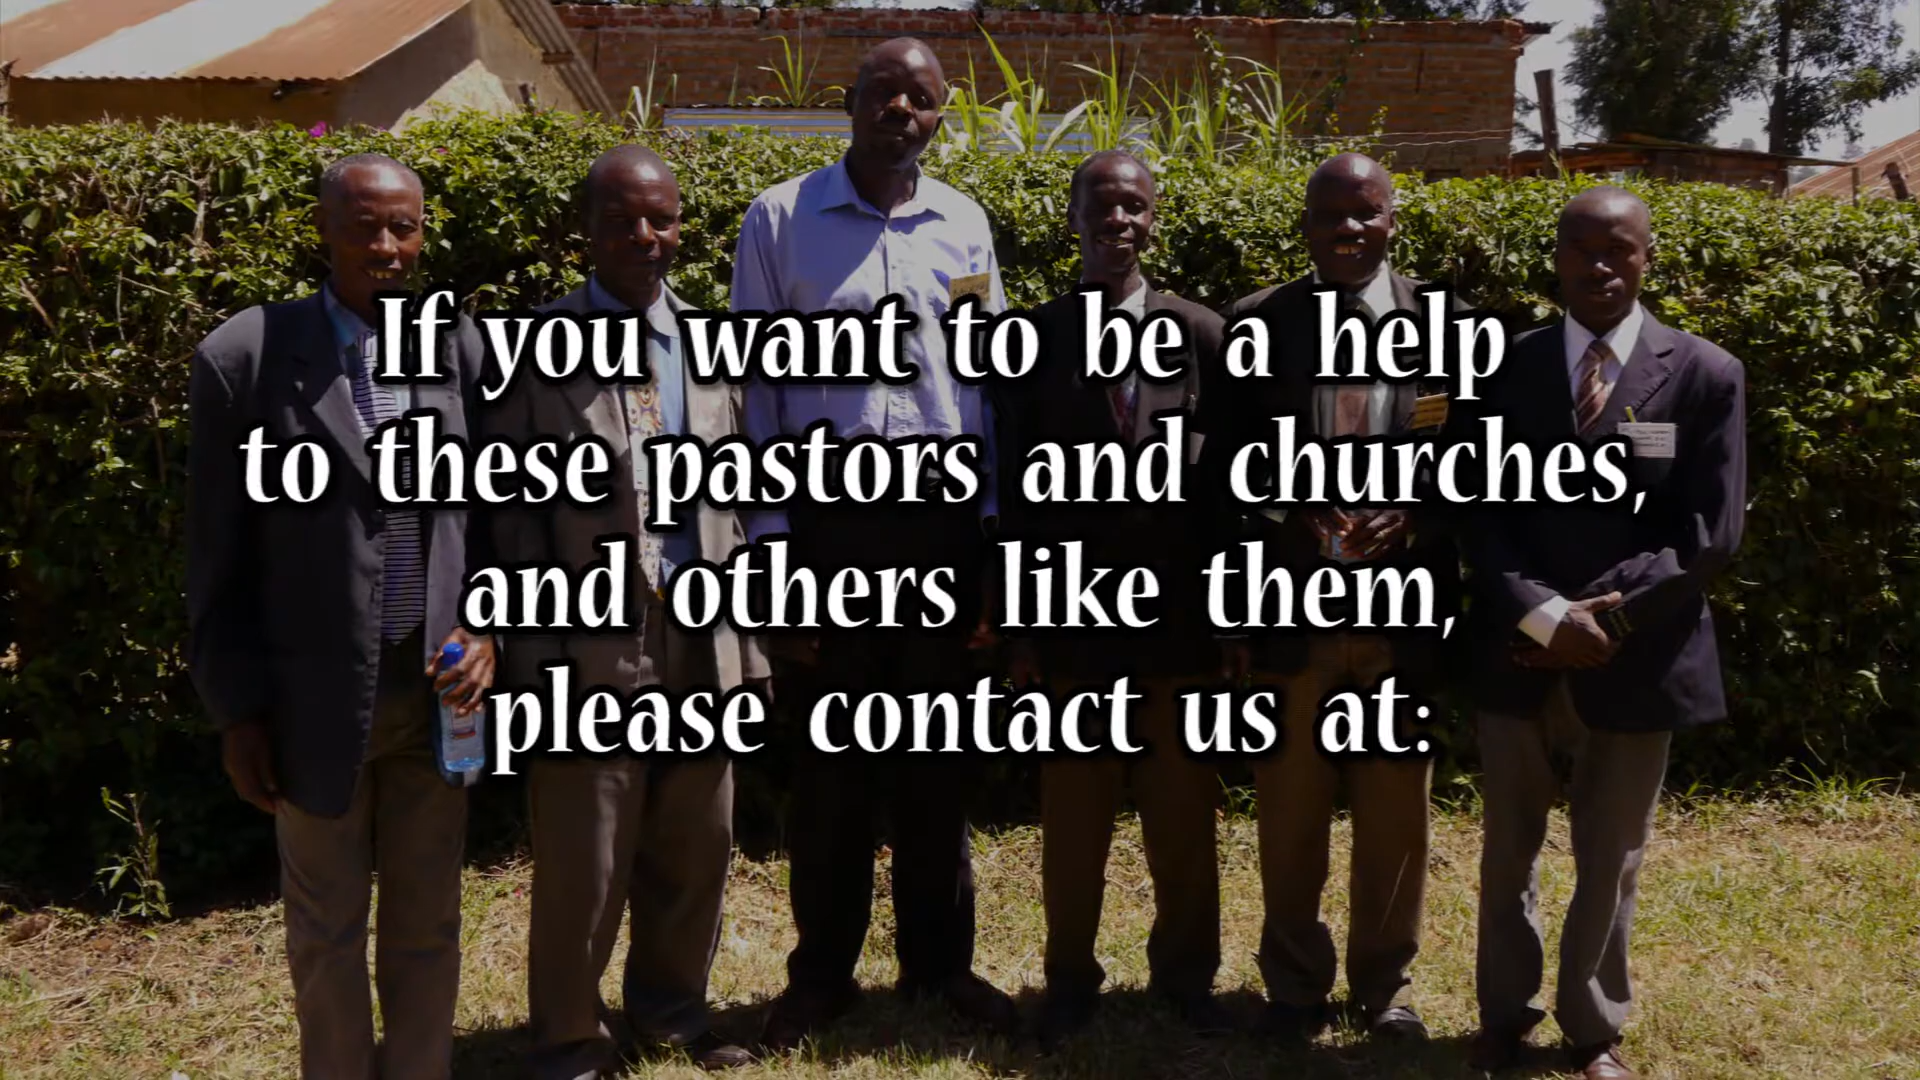 If you want to be a help
to these pastors and churches,
and others like them,
please contact us at: